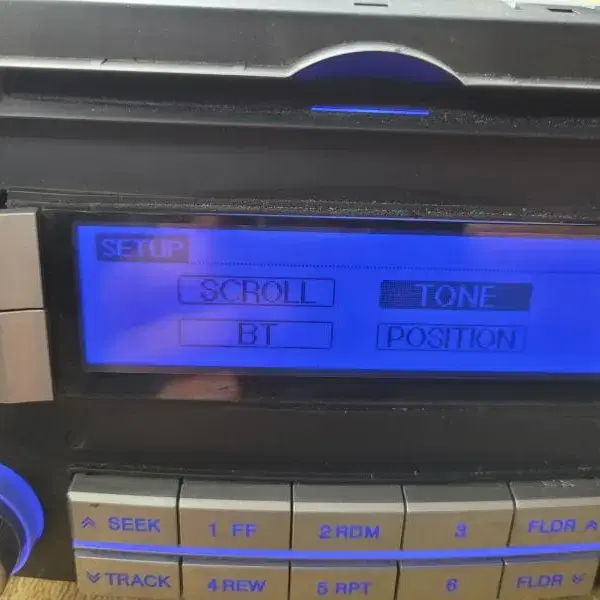 SETUP
SCROLL TONE
BT POSITION
SEEK 1 FF 2 RDM 3 FLDR
TRACK 4 REW 5 RPT 6 FLDR